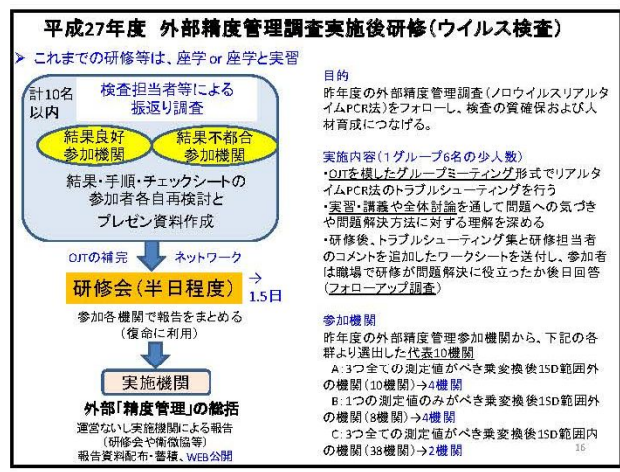 平成27年度 外部精度管理調査実施後研修(ウイルス検査)
➢ これまでの研修等は、座学or 座学と実習
計10名
以内
検査担当者等による
振返り調査
結果良好
参加機関
結果不都合
参加機関
結果・手順・チェックシートの
参加者各自再検討と
プレゼン資料作成
OJTの補完
ネットワーク
研修会(半日程度)
→
1.5日
参加各機関で報告をまとめる
(復命に利用)
実施機関
外部「精度管理」の総括
運営ないし実施機関による報告
(研修会や衛微協等)
報告資料配布・蓄積、WEB公開
目的
昨年度の外部精度管理調査(ノロウイルスリアルタ
イムPCR法)をフォローし、検査の質確保および人
材育成につなげる。
実施内容(1グループ6名の少人数)
・OJTを模したグループミーティング形式でリアルタ
イムPCR法のトラブルシューティングを行う
・実習・講義や全体討論を通して問題への気づき
や問題解決方法に対する理解を深める
・研修後、トラブルシューティング集と研修担当者
のコメントを追加したワークシートを送付し、参加者
は職場で研修が問題解決に役立ったか後日回答
(フォローアップ調査)
参加機関
昨年度の外部精度管理参加機関から、下記の各
群より選出した代表10機関
A:3つ全ての測定値がべき乗変換後1SD範囲外
の機関(10機関)→4機関
B:1つの測定値のみがべき乗変換後1SD範囲外
の機関(8機関)→4機関
C:3つ全ての測定値がべき乗変換後1SD範囲内
の機関(38機関)→2機関
16